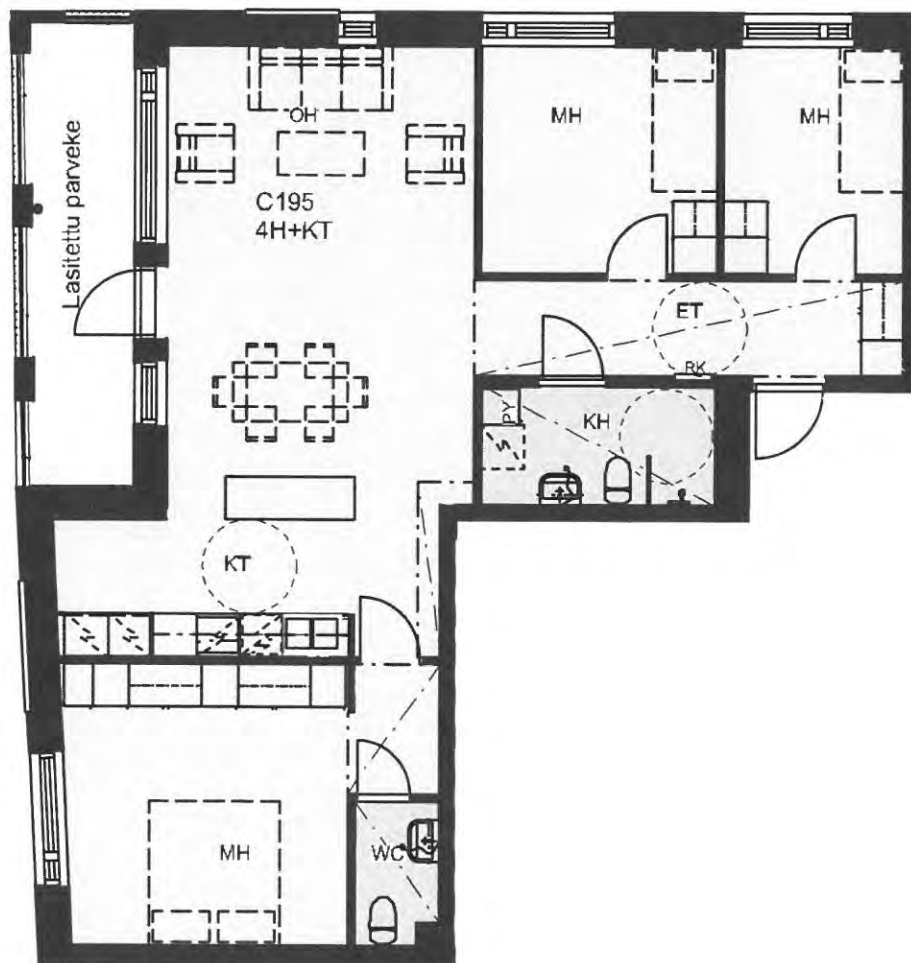 OH
MH
MH
C195
4H+KT
Lasitettu parveke
ET
RK
PY
KH
KT
MH
WC